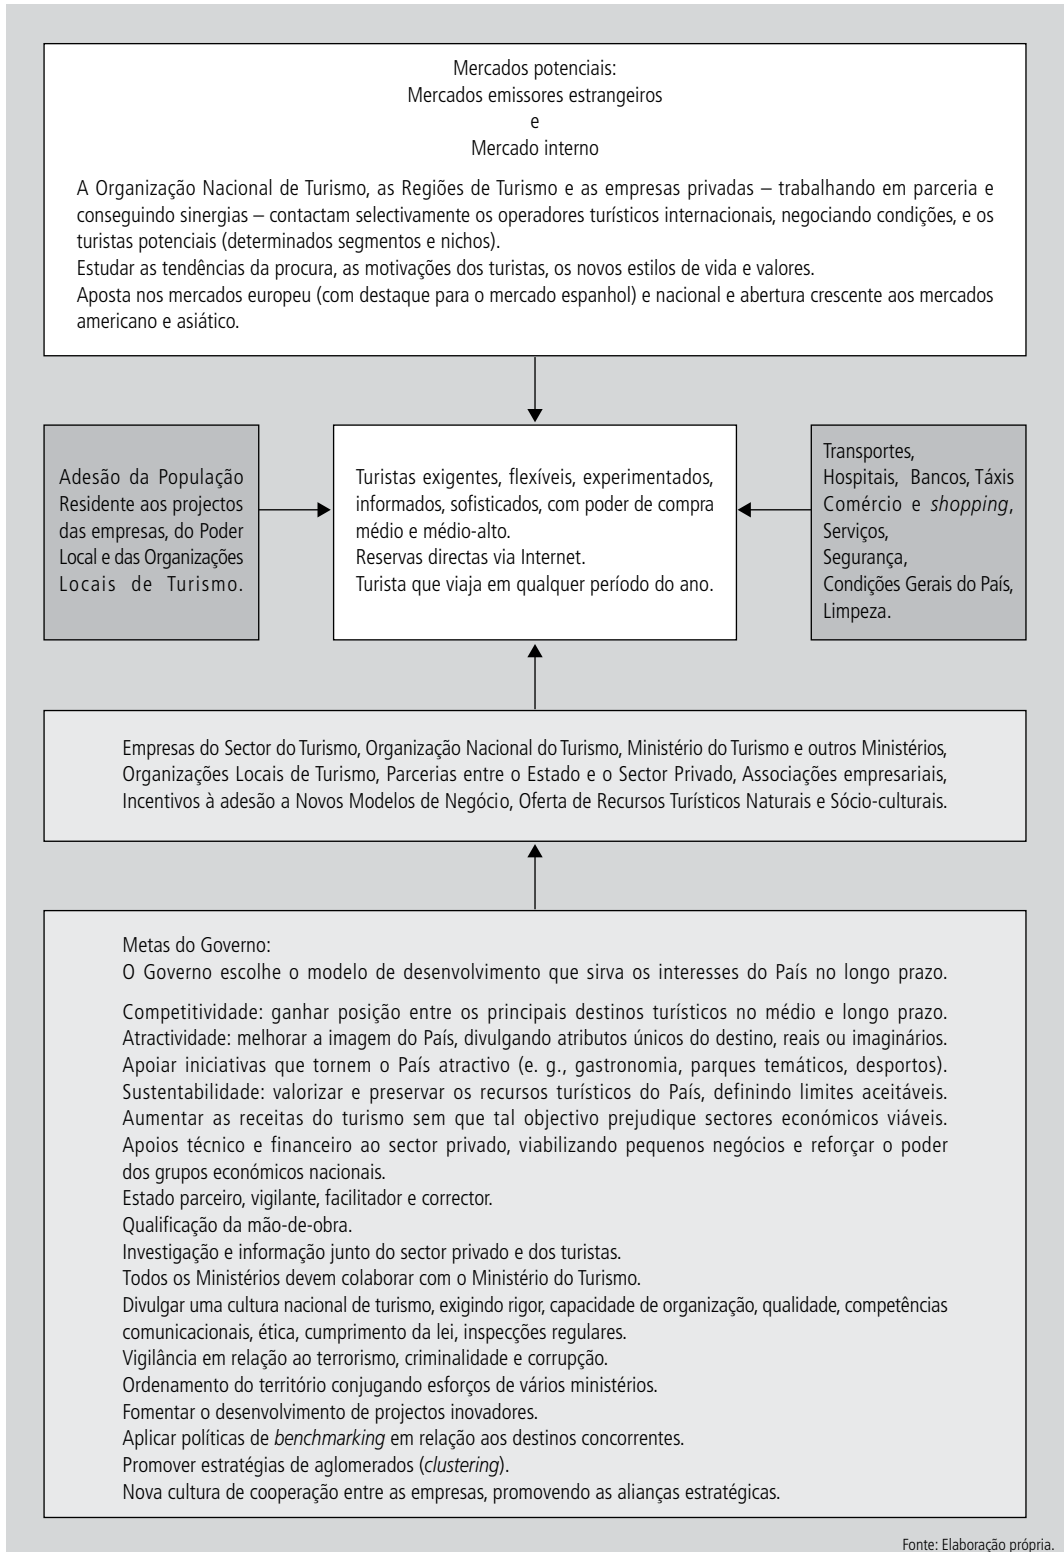 Mercados potenciais:
Mercados emissores estrangeiros
e
Mercado interno
A Organização Nacional de Turismo, as Regiões de Turismo e as empresas privadas – trabalhando em parceria e
conseguindo sinergias – contactam selectivamente os operadores turísticos internacionais, negociando condições, e os
turistas potenciais (determinados segmentos e nichos).
Estudar as tendências da procura, as motivações dos turistas, os novos estilos de vida e valores.
Aposta nos mercados europeu (com destaque para o mercado espanhol) e nacional e abertura crescente aos mercados
americano e asiático.
Adesão da População
Residente aos projectos
das empresas, do Poder
Local e das Organizações
Locais de Turismo.
Turistas exigentes, flexíveis, experimentados,
informados, sofisticados, com poder de compra
médio e médio-alto.
Reservas directas via Internet.
Turista que viaja em qualquer período do ano.
Transportes,
Hospitais, Bancos, Táxis
Comércio e shopping,
Serviços,
Segurança,
Condições Gerais do País,
Limpeza.
Empresas do Sector do Turismo, Organização Nacional do Turismo, Ministério do Turismo e outros Ministérios,
Organizações Locais de Turismo, Parcerias entre o Estado e o Sector Privado, Associações empresariais,
Incentivos à adesão a Novos Modelos de Negócio, Oferta de Recursos Turísticos Naturais e Sócio-culturais.
Metas do Governo:
O Governo escolhe o modelo de desenvolvimento que sirva os interesses do País no longo prazo.
Competitividade: ganhar posição entre os principais destinos turísticos no médio e longo prazo.
Atractividade: melhorar a imagem do País, divulgando atributos únicos do destino, reais ou imaginários.
Apoiar iniciativas que tornem o País atractivo (e. g., gastronomia, parques temáticos, desportos).
Sustentabilidade: valorizar e preservar os recursos turísticos do País, definindo limites aceitáveis.
Aumentar as receitas do turismo sem que tal objectivo prejudique sectores económicos viáveis.
Apoios técnico e financeiro ao sector privado, viabilizando pequenos negócios e reforçar o poder
dos grupos económicos nacionais.
Estado parceiro, vigilante, facilitador e corrector.
Qualificação da mão-de-obra.
Investigação e informação junto do sector privado e dos turistas.
Todos os Ministérios devem colaborar com o Ministério do Turismo.
Divulgar uma cultura nacional de turismo, exigindo rigor, capacidade de organização, qualidade, competências
comunicacionais, ética, cumprimento da lei, inspecções regulares.
Vigilância em relação ao terrorismo, criminalidade e corrupção.
Ordenamento do território conjugando esforços de vários ministérios.
Fomentar o desenvolvimento de projectos inovadores.
Aplicar políticas de benchmarking em relação aos destinos concorrentes.
Promover estratégias de aglomerados (clustering).
Nova cultura de cooperação entre as empresas, promovendo as alianças estratégicas.
Fonte: Elaboração própria.